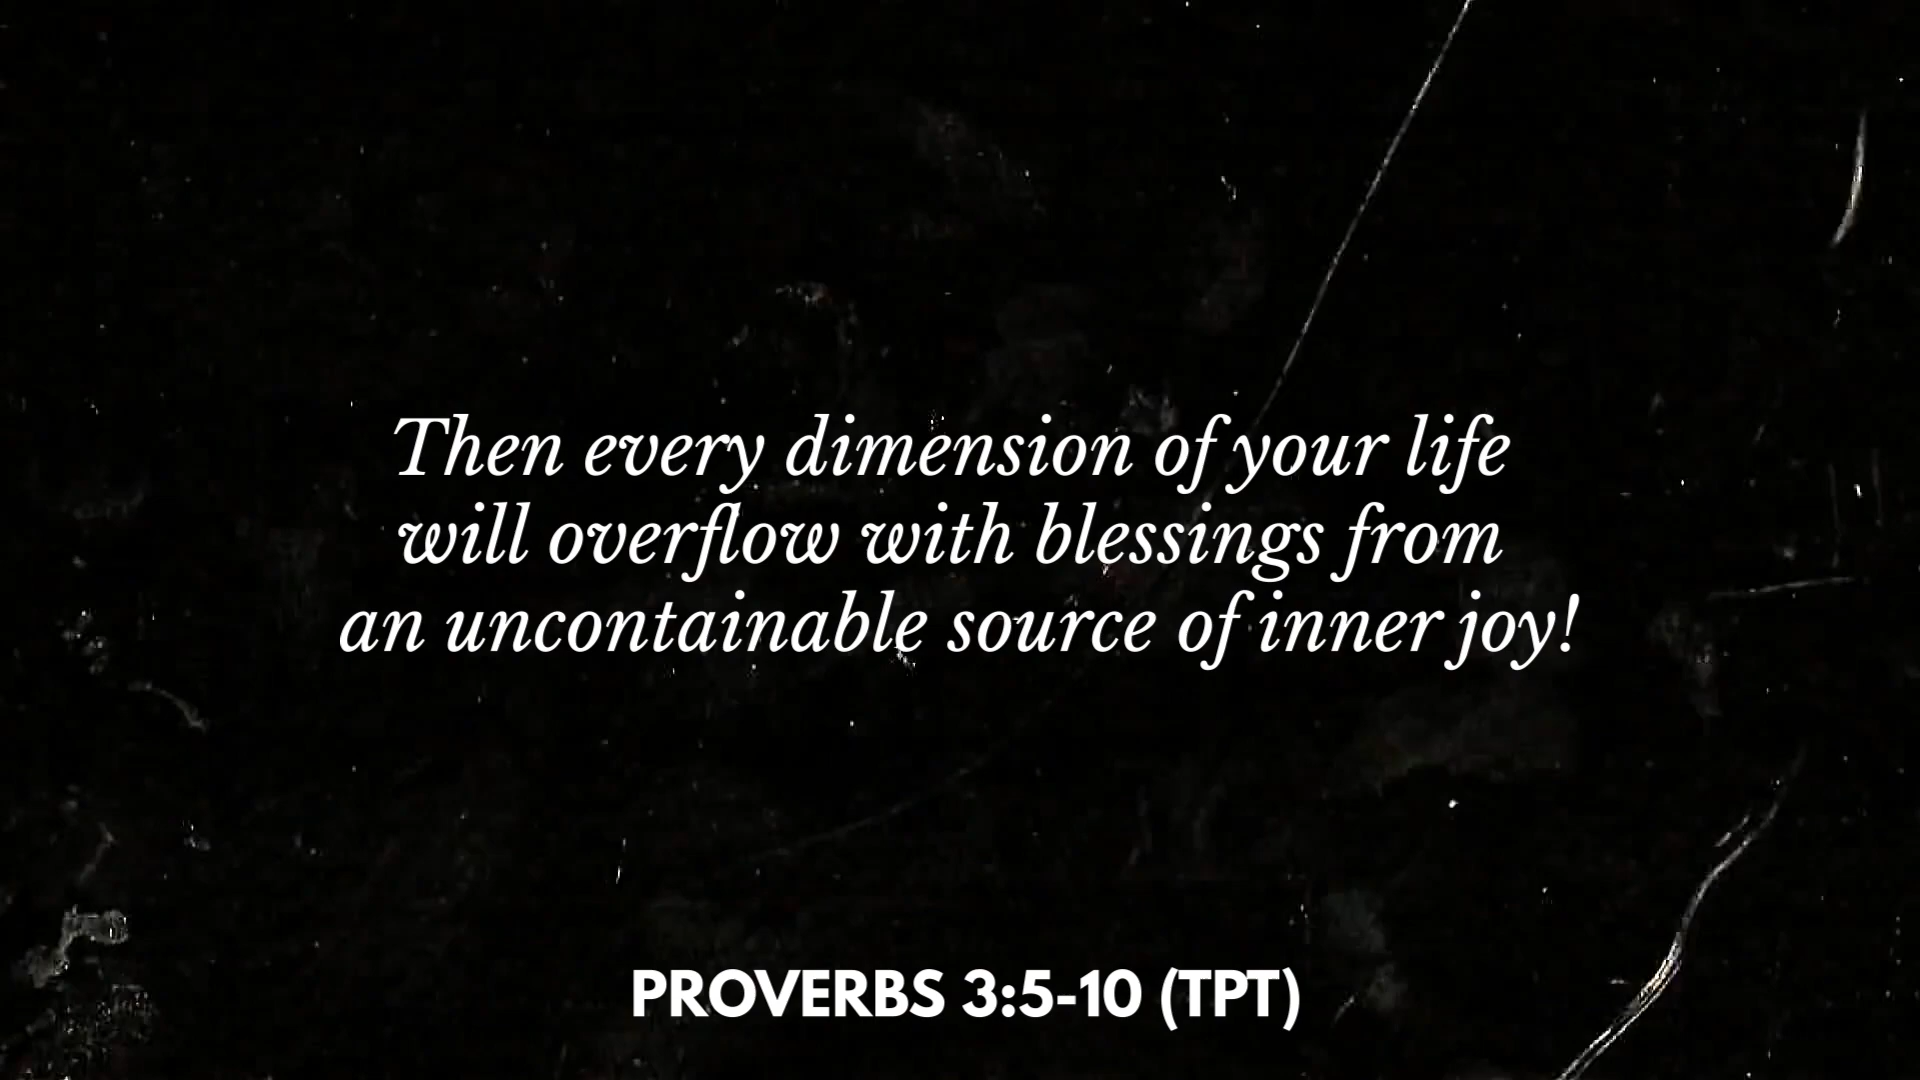 Then every dimension of your life
will overflow with blessings from
an uncontainable source of inner joy!
PROVERBS 3:5-10 (TPT)